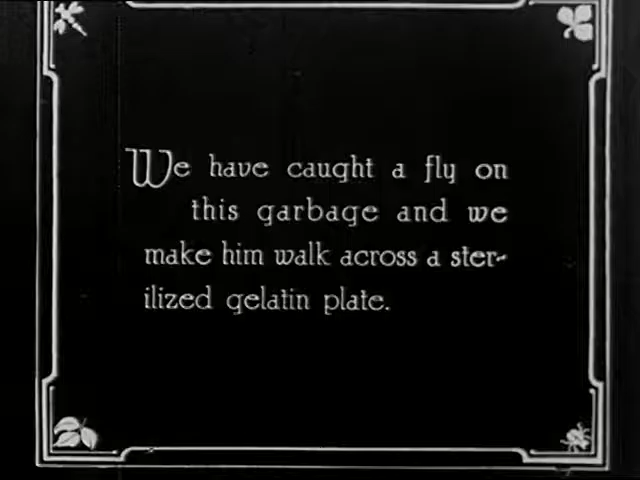 We have caught a fly on
this garbage and we
make him walk across a ster-
ilized gelatin plate.